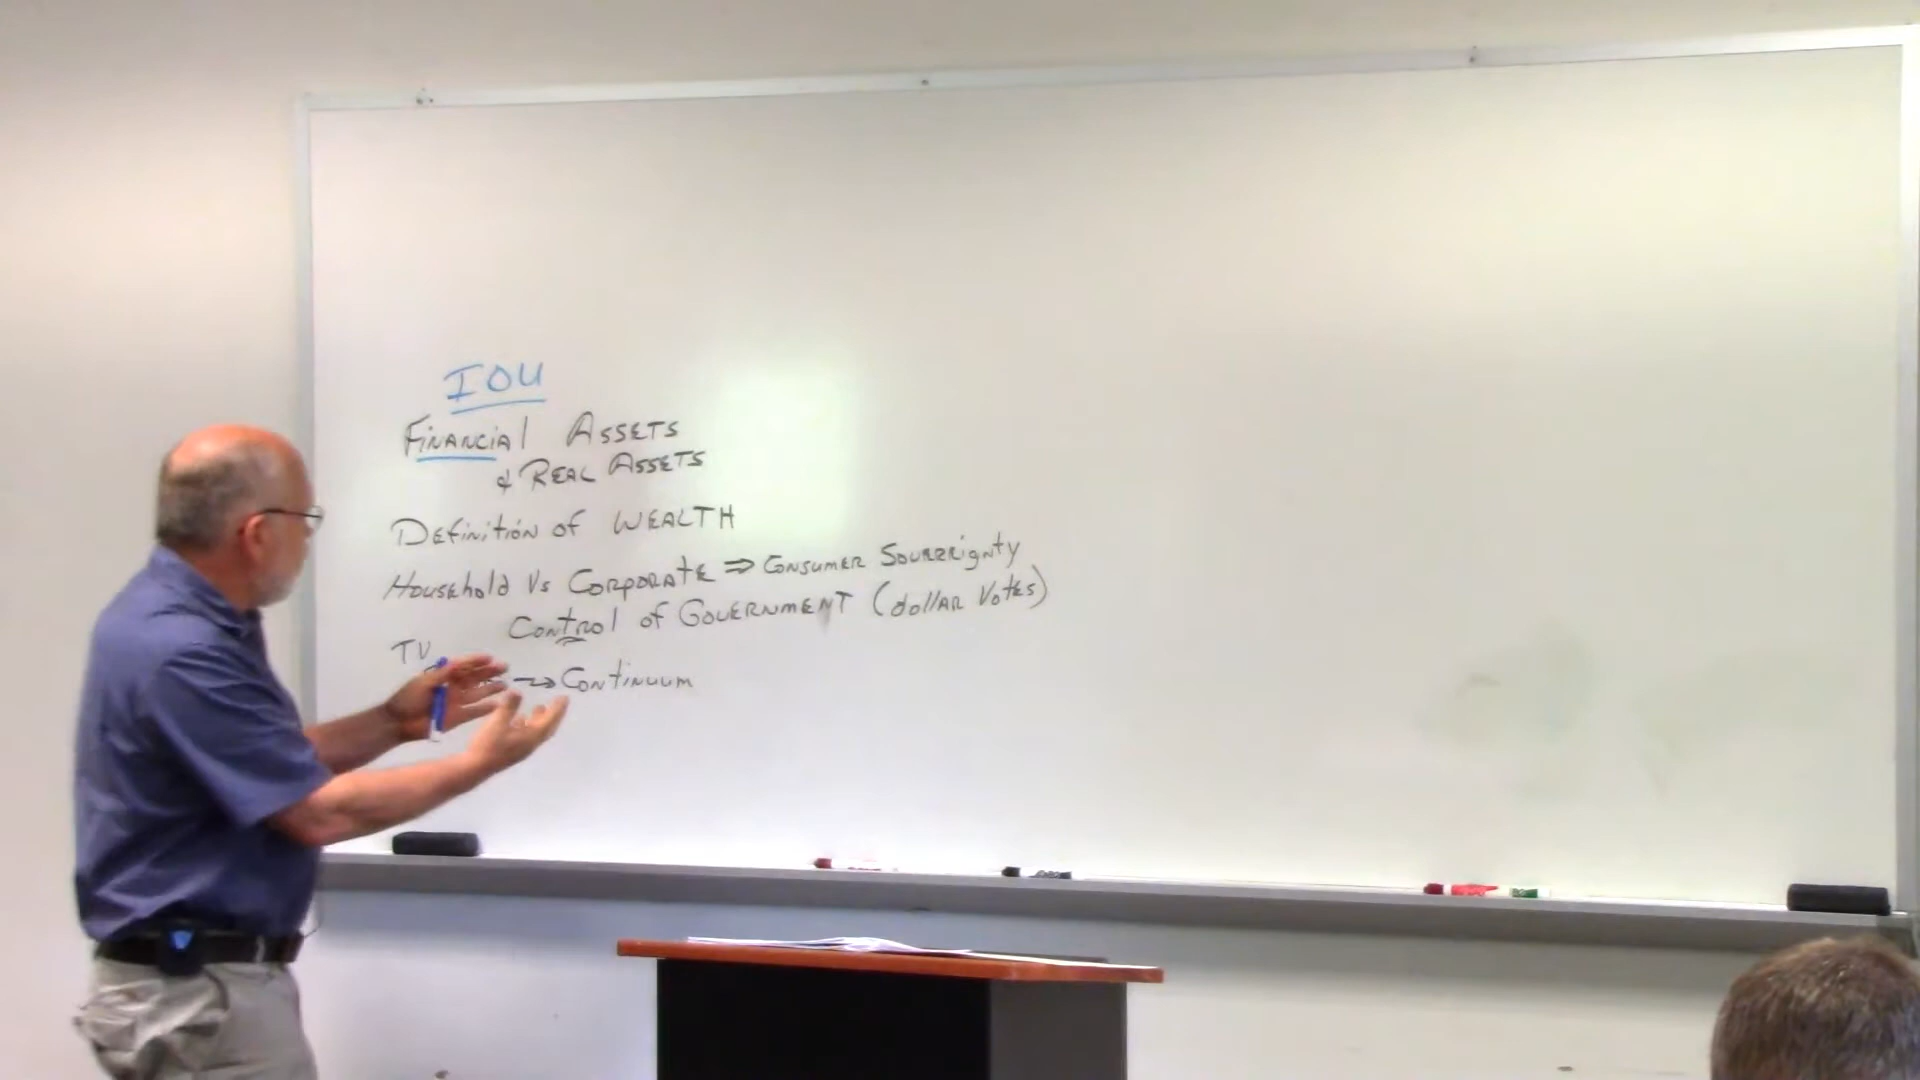 IOU
Financial Assets
& Real Assets
Definition of Wealth
Household Vs Corporate ⇒ Consumer Sovereignty
Control of Government (dollar Votes)
TV
→ Continuum